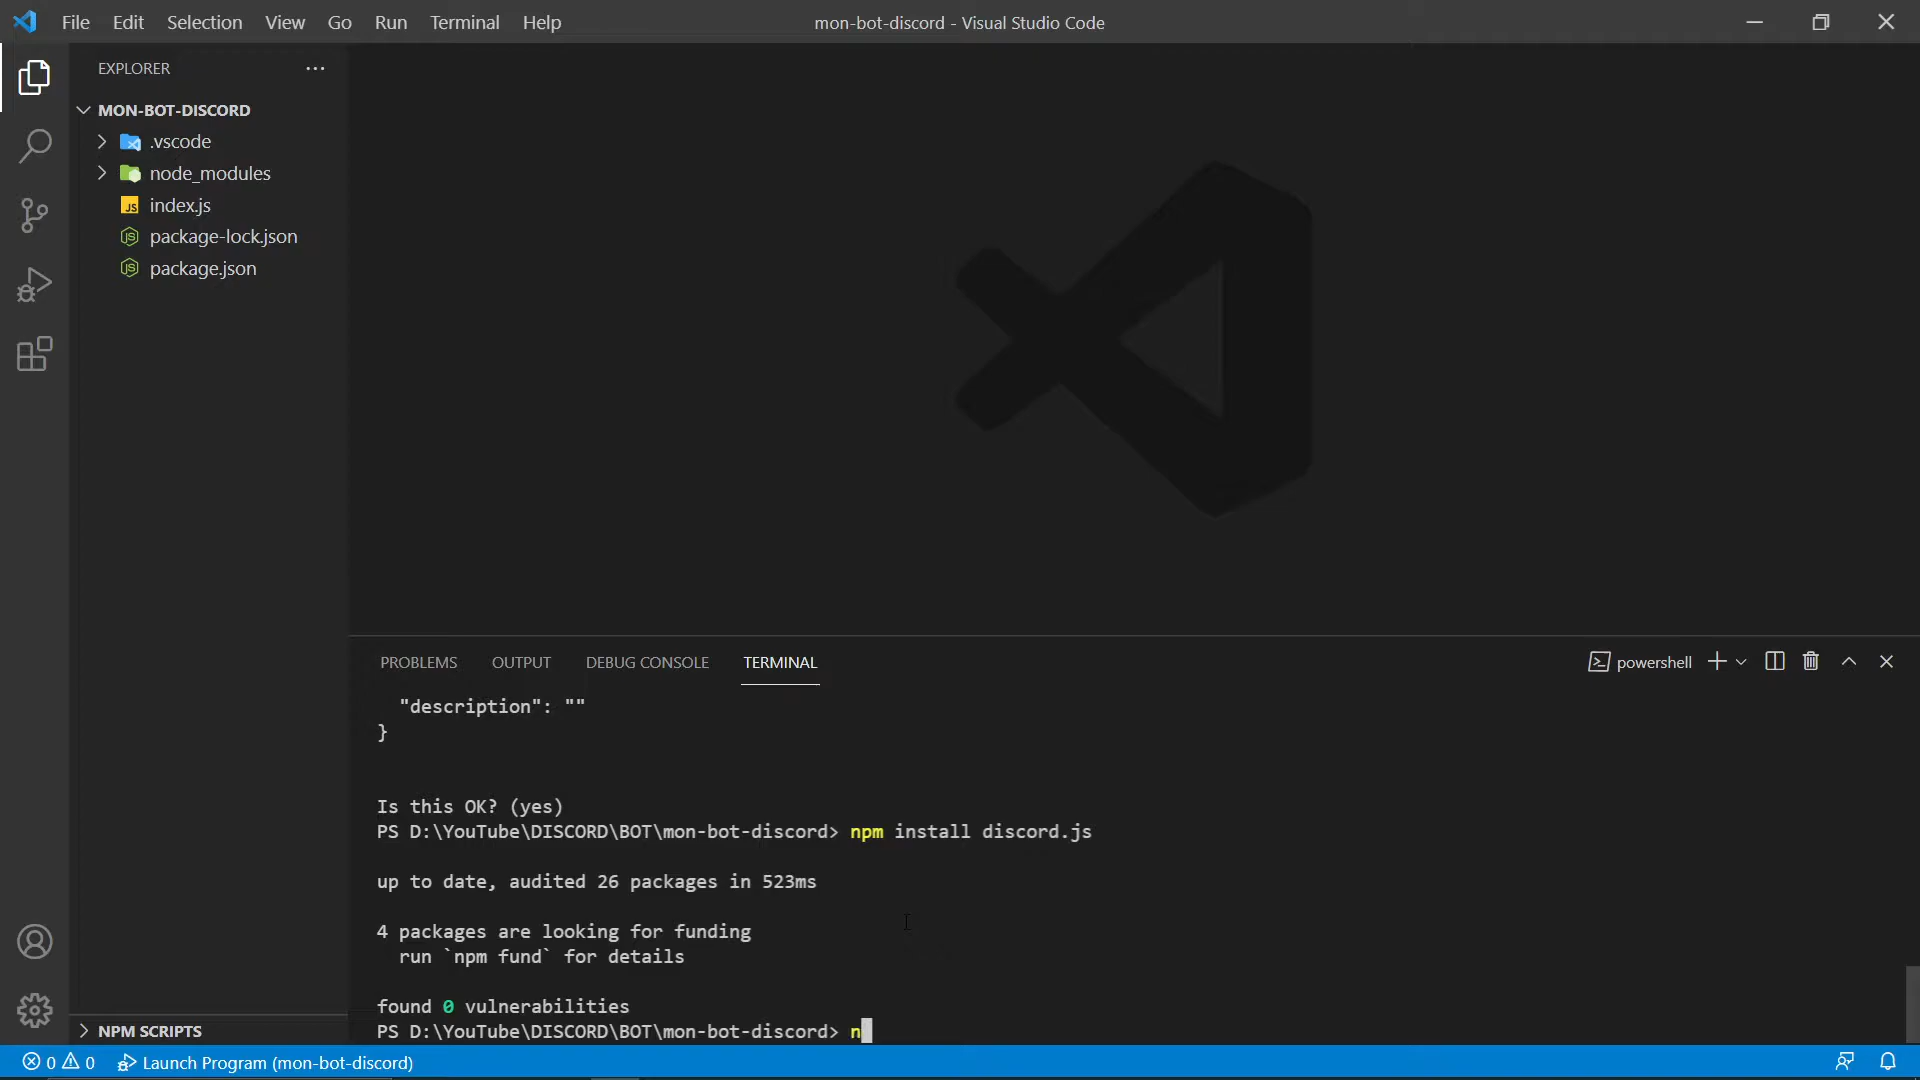 File Edit Selection View Go Run Terminal Help
mon-bot-discord - Visual Studio Code
EXPLORER
MON-BOT-DISCORD
.vscode
node_modules
JS index.js
package-lock.json
package.json
NPM SCRIPTS
PROBLEMS OUTPUT DEBUG CONSOLE TERMINAL
powershell
"description": ""
}
Is this OK? (yes)
PS D:\YouTube\DISCORD\BOT\mon-bot-discord> npm install discord.js
up to date, audited 26 packages in 523ms
4 packages are looking for funding
run `npm fund` for details
found 0 vulnerabilities
PS D:\YouTube\DISCORD\BOT\mon-bot-discord> n
0 0 Launch Program (mon-bot-discord)